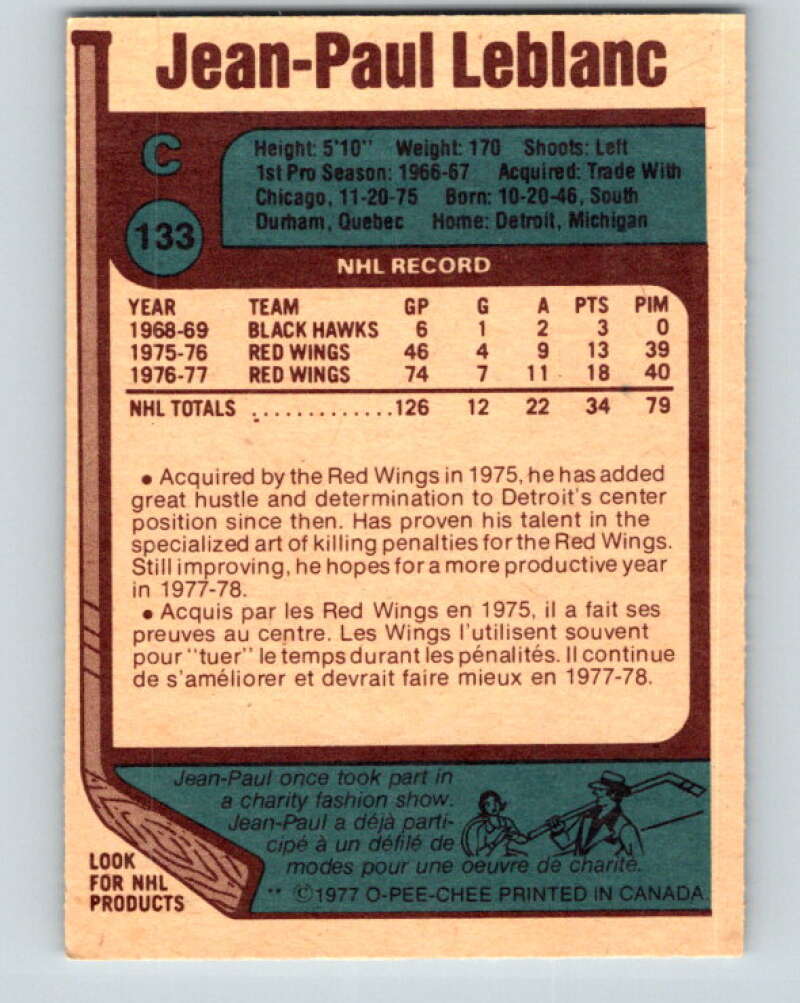 Jean-Paul Leblanc
C
133
Height: 5'10" Weight: 170 Shoots: Left
1st Pro Season: 1966-67 Acquired: Trade With
Chicago, 11-20-75 Born: 10-20-46, South
Durham, Quebec Home: Detroit, Michigan
NHL RECORD
YEAR TEAM GP G A PTS PIM
1968-69 BLACK HAWKS 6 1 2 3 0
1975-76 RED WINGS 46 4 9 13 39
1976-77 RED WINGS 74 7 11 18 40
NHL TOTALS .............126 12 22 34 79
• Acquired by the Red Wings in 1975, he has added
great hustle and determination to Detroit's center
position since then. Has proven his talent in the
specialized art of killing penalties for the Red Wings.
Still improving, he hopes for a more productive year
in 1977-78.
• Acquis par les Red Wings en 1975, il a fait ses
preuves au centre. Les Wings l'utilisent souvent
pour "tuer" le temps durant les pénalités. Il continue
de s'améliorer et devrait faire mieux en 1977-78.
Jean-Paul once took part in
a charity fashion show.
Jean-Paul a déjà parti-
cipé à un défilé de
modes pour une oeuvre de charité.
LOOK
FOR NHL
PRODUCTS
** ©1977 O-PEE-CHEE PRINTED IN CANADA.